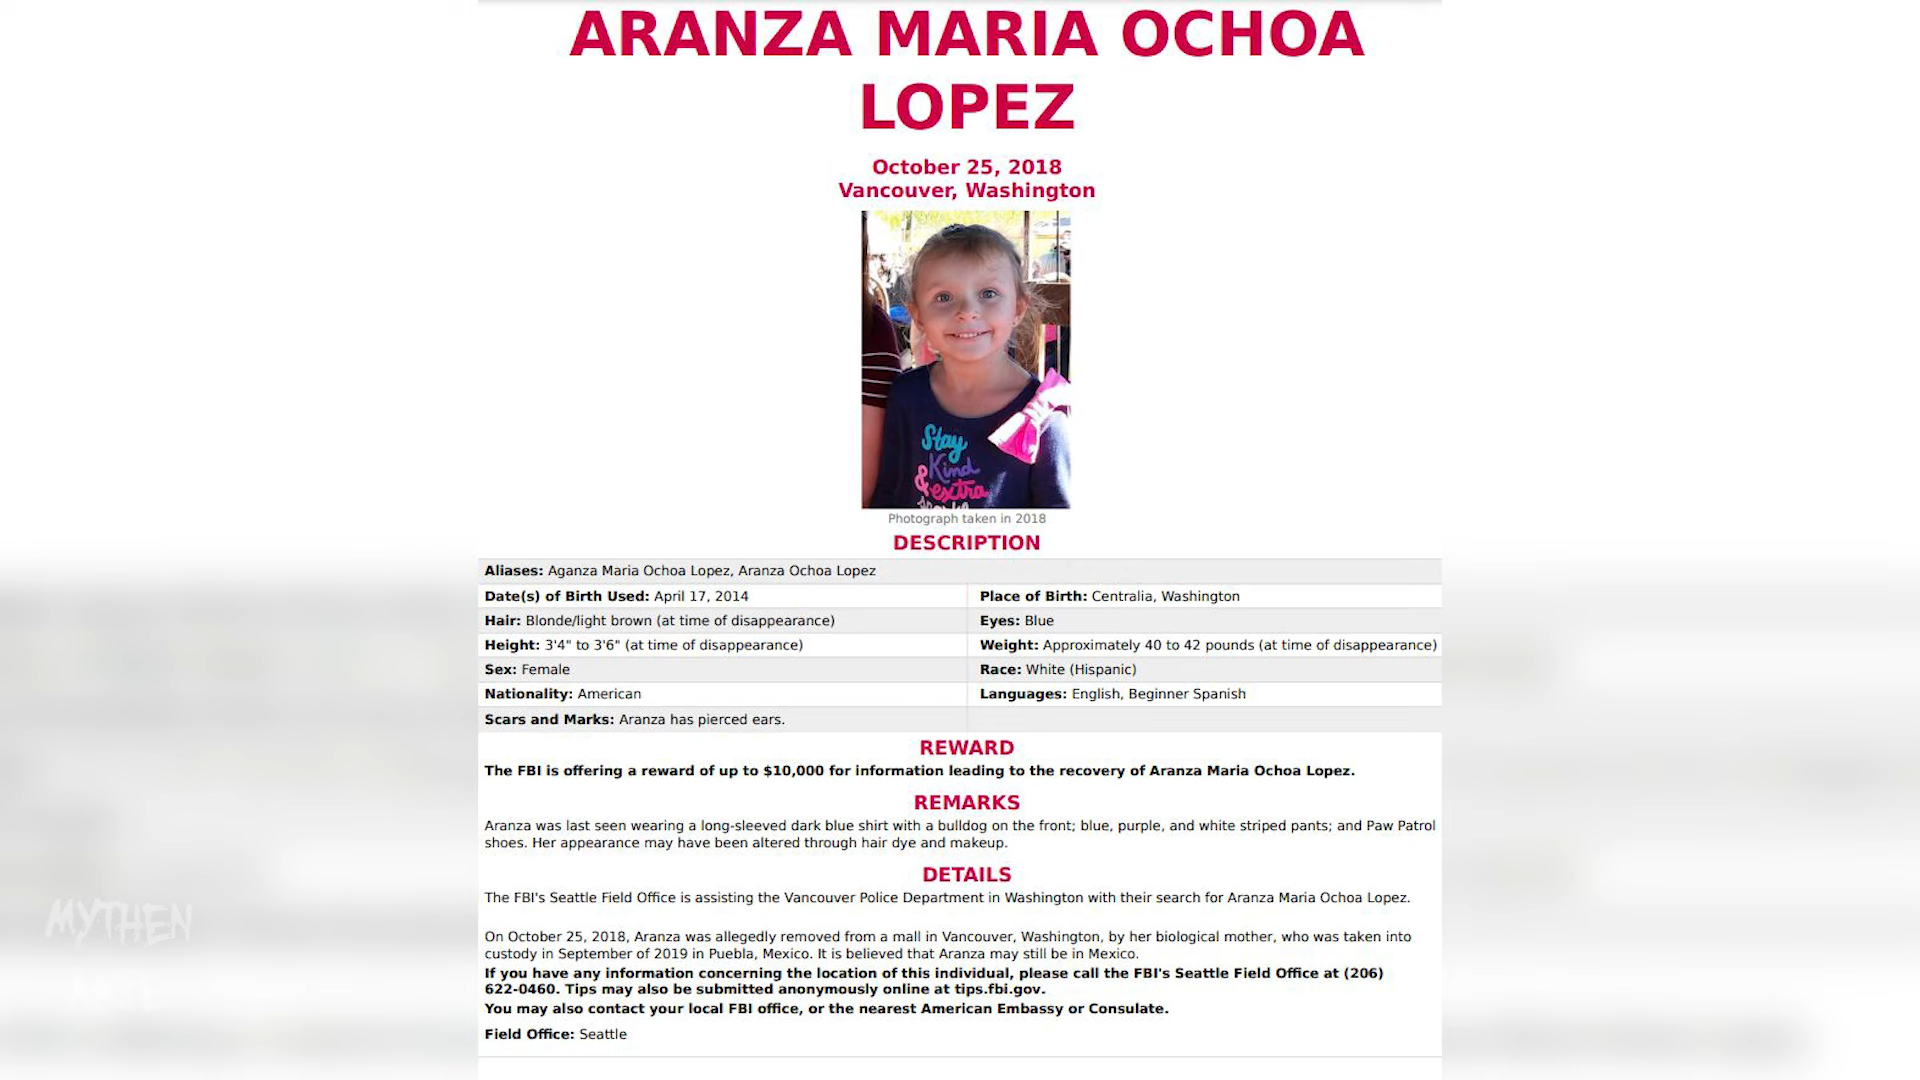 ARANZA MARIA OCHOA
LOPEZ
October 25, 2018
Vancouver, Washington
Stay
Kind
& extra
Photograph taken in 2018
DESCRIPTION
Aliases: Aganza Maria Ochoa Lopez, Aranza Ochoa Lopez
Date(s) of Birth Used: April 17, 2014
Place of Birth: Centralia, Washington
Hair: Blonde/light brown (at time of disappearance)
Eyes: Blue
Height: 3'4" to 3'6" (at time of disappearance)
Weight: Approximately 40 to 42 pounds (at time of disappearance)
Sex: Female
Race: White (Hispanic)
Nationality: American
Languages: English, Beginner Spanish
Scars and Marks: Aranza has pierced ears.
REWARD
The FBI is offering a reward of up to $10,000 for information leading to the recovery of Aranza Maria Ochoa Lopez.
REMARKS
Aranza was last seen wearing a long-sleeved dark blue shirt with a bulldog on the front; blue, purple, and white striped pants; and Paw Patrol
shoes. Her appearance may have been altered through hair dye and makeup.
DETAILS
The FBI's Seattle Field Office is assisting the Vancouver Police Department in Washington with their search for Aranza Maria Ochoa Lopez.
On October 25, 2018, Aranza was allegedly removed from a mall in Vancouver, Washington, by her biological mother, who was taken into
custody in September of 2019 in Puebla, Mexico. It is believed that Aranza may still be in Mexico.
If you have any information concerning the location of this individual, please call the FBI's Seattle Field Office at (206)
622-0460. Tips may also be submitted anonymously online at tips.fbi.gov.
You may also contact your local FBI office, or the nearest American Embassy or Consulate.
Field Office: Seattle
MYTHEN